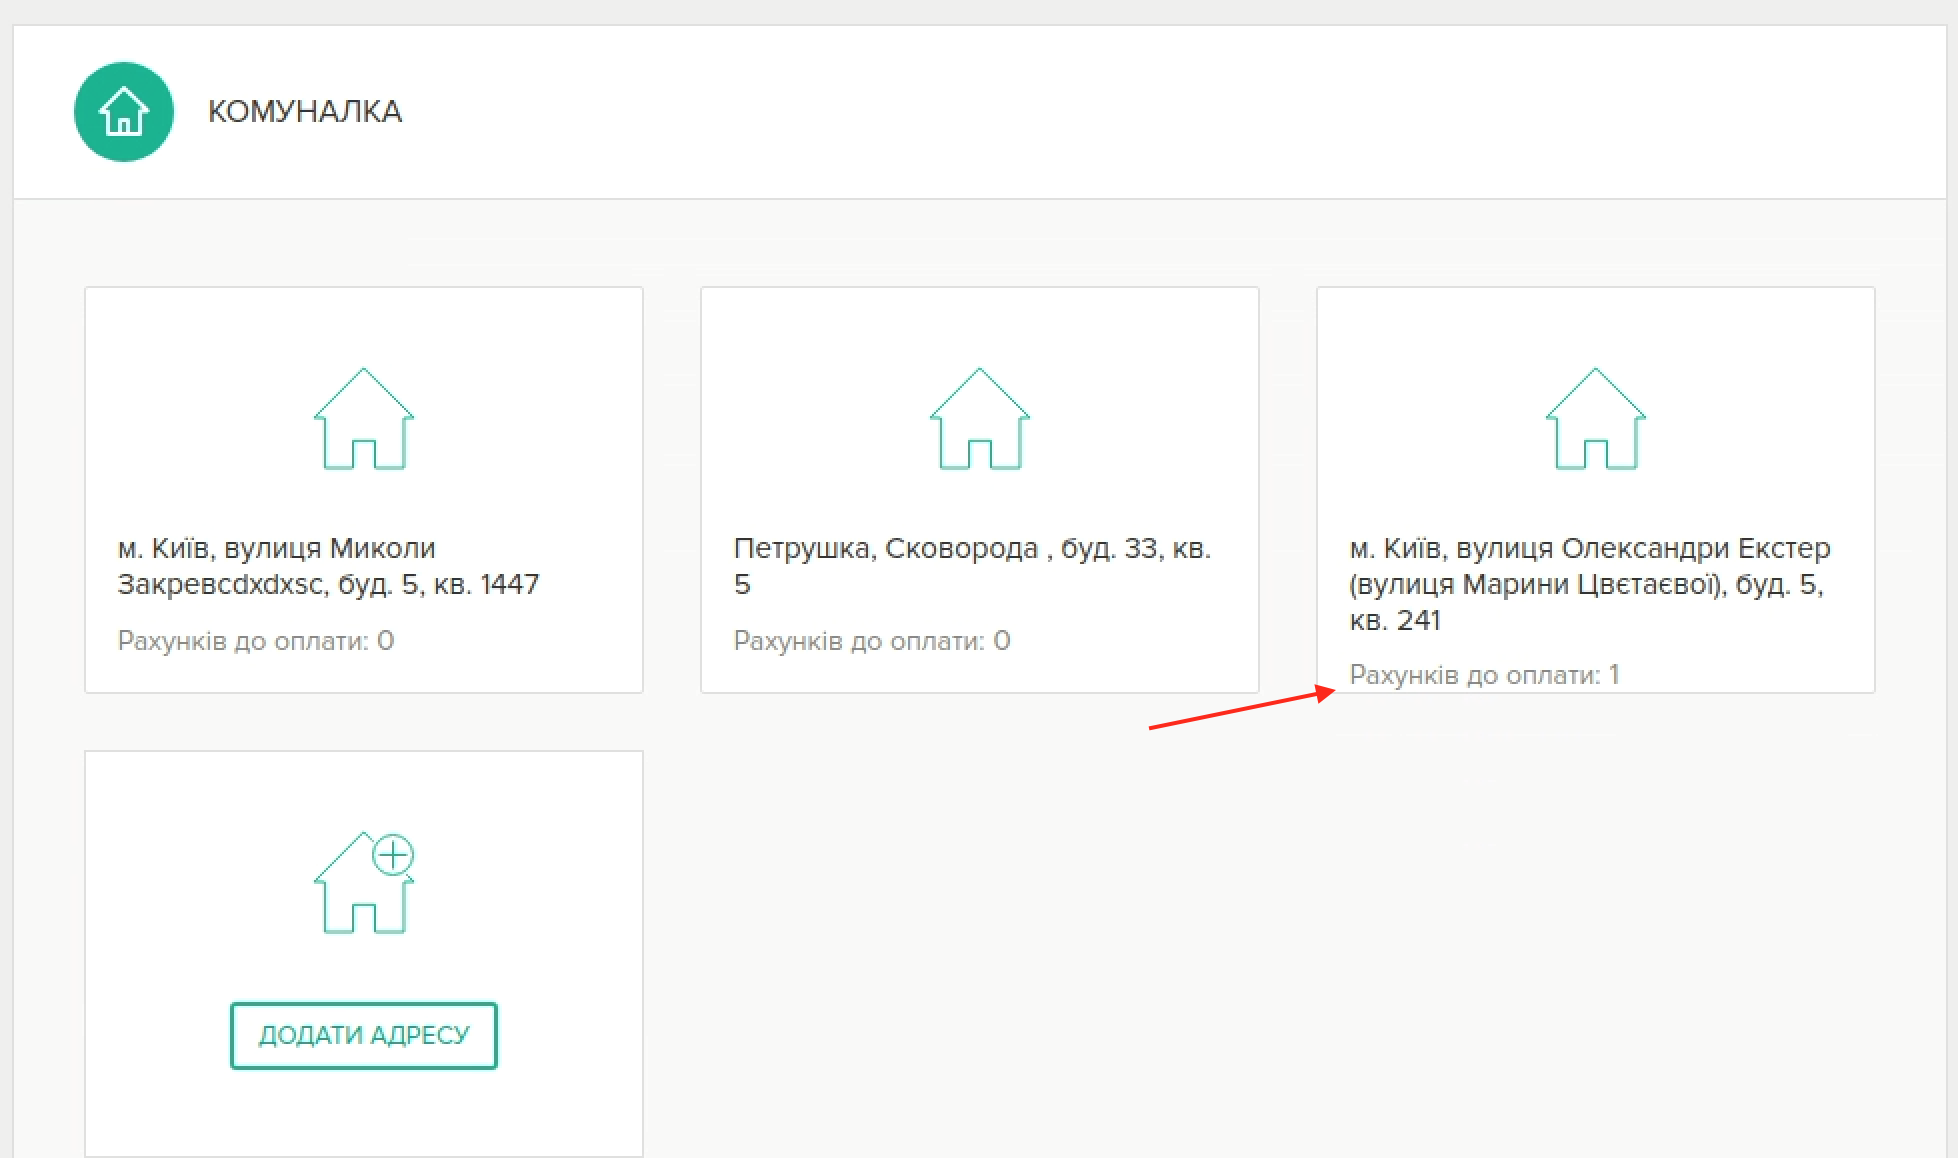 КОМУНАЛКА
м. Київ, вулиця Миколи
Закревcdxdxsc, буд. 5, кв. 1447
Рахунків до оплати: 0
Петрушка, Сковорода , буд. 33, кв.
5
Рахунків до оплати: 0
м. Київ, вулиця Олександри Екстер
(вулиця Марини Цвєтаєвої), буд. 5,
кв. 241
Рахунків до оплати: 1
ДОДАТИ АДРЕСУ